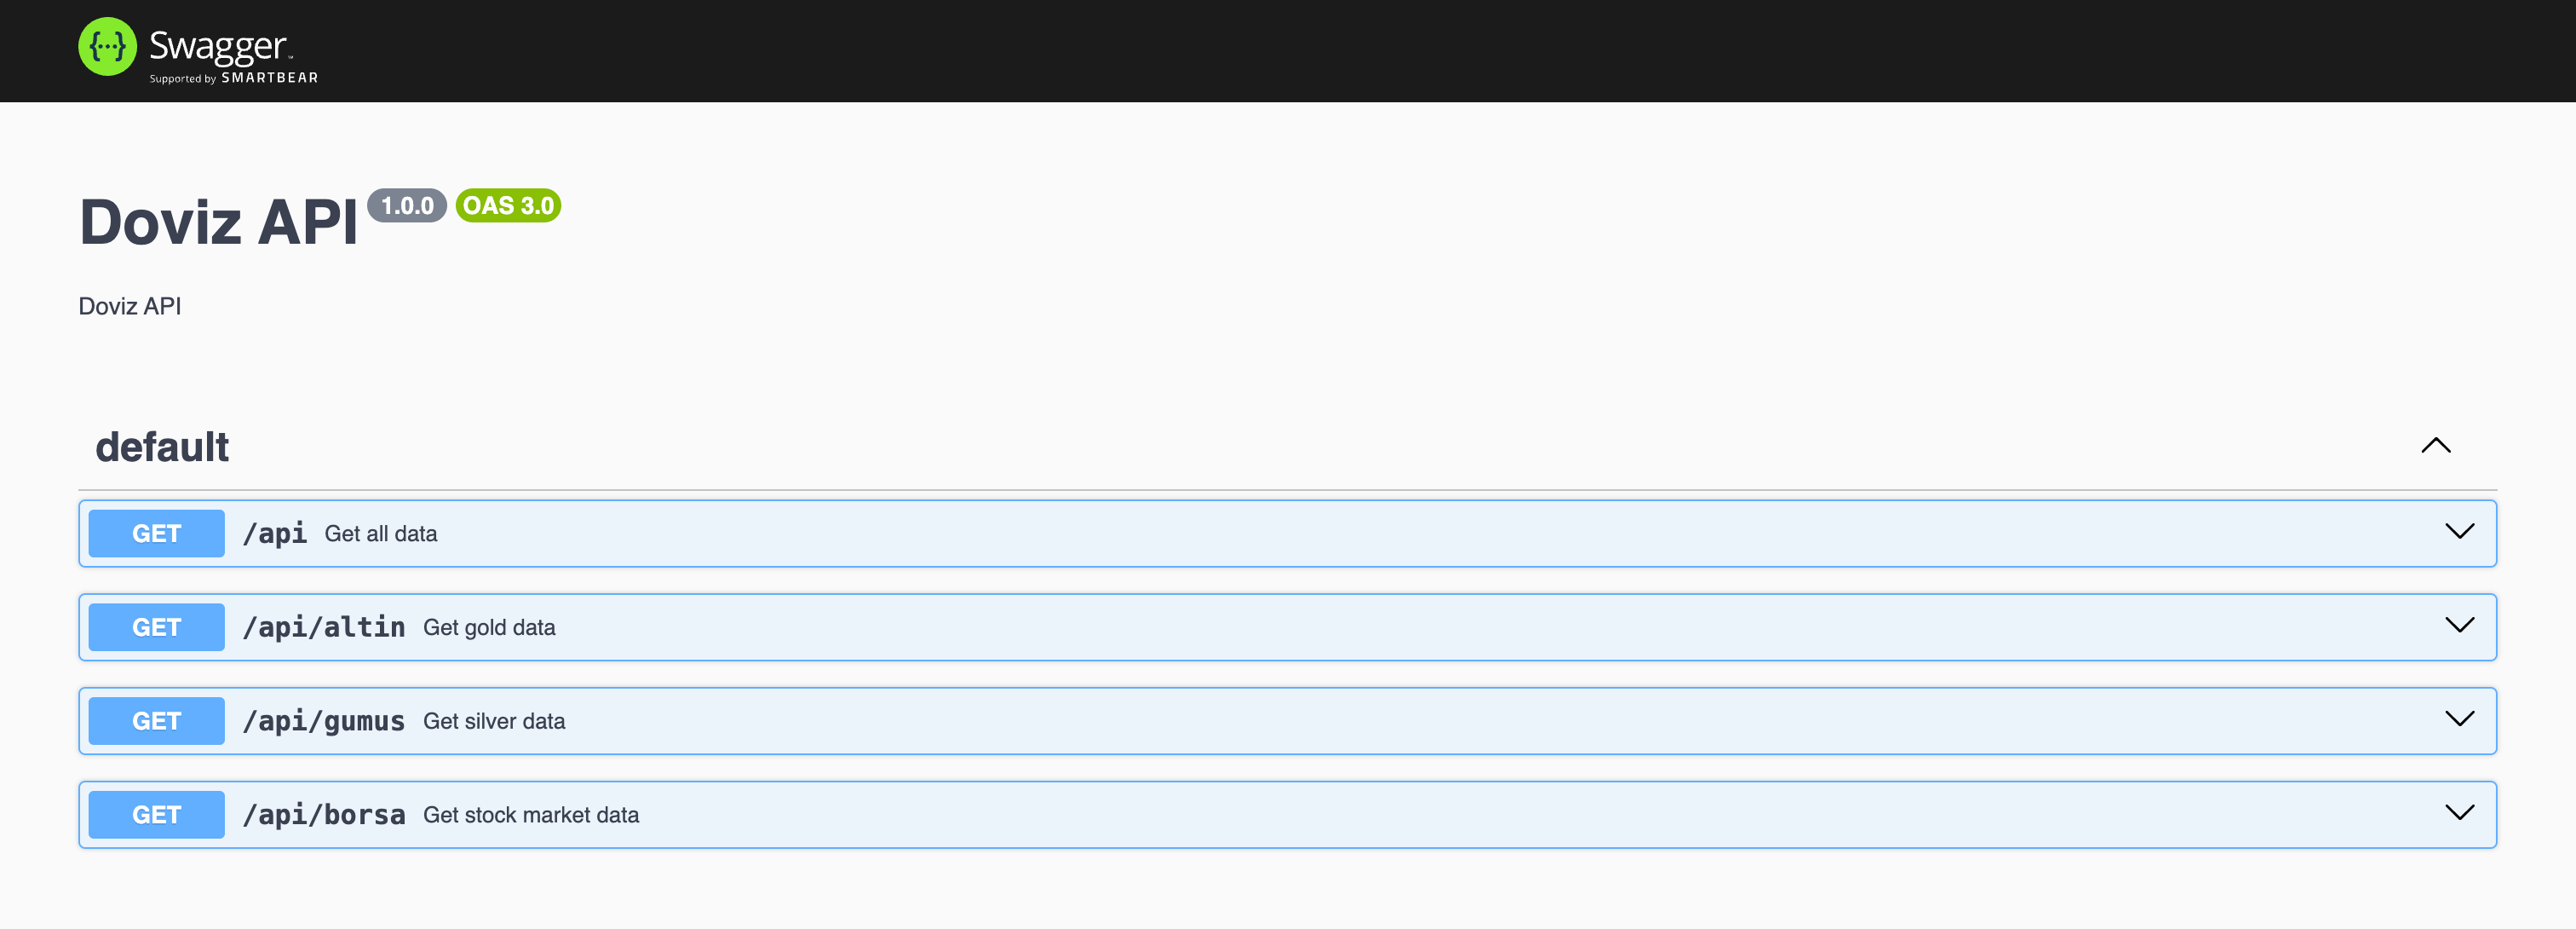 {···} Swagger
Supported by SMARTBEAR
Doviz API 1.0.0 OAS 3.0
Doviz API
default
GET /api Get all data
GET /api/altin Get gold data
GET /api/gumus Get silver data
GET /api/borsa Get stock market data